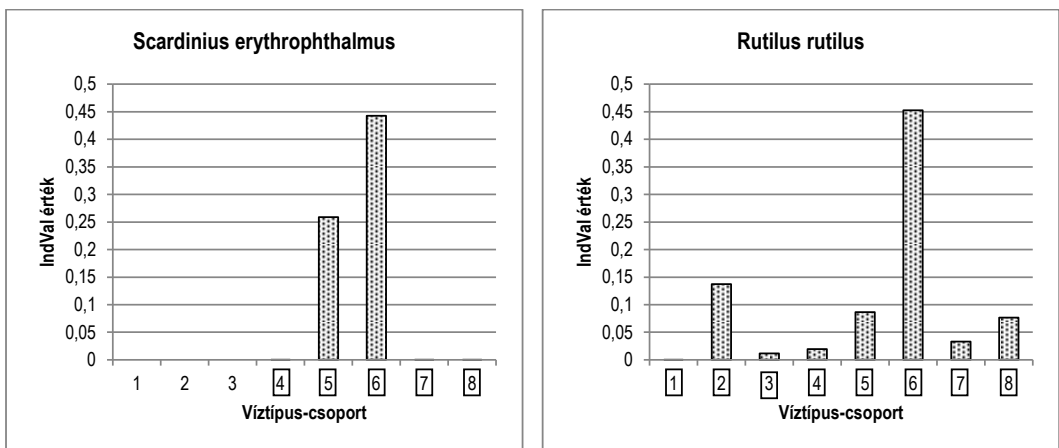 Scardinius erythrophthalmus
0,5
0,45
0,4
0,35
0,3
0,25
0,2
0,15
0,1
0,05
0
IndVal érték
1 2 3 4 5 6 7 8
Víztípus-csoport
Rutilus rutilus
0,5
0,45
0,4
0,35
0,3
0,25
0,2
0,15
0,1
0,05
0
IndVal érték
1 2 3 4 5 6 7 8
Víztípus-csoport